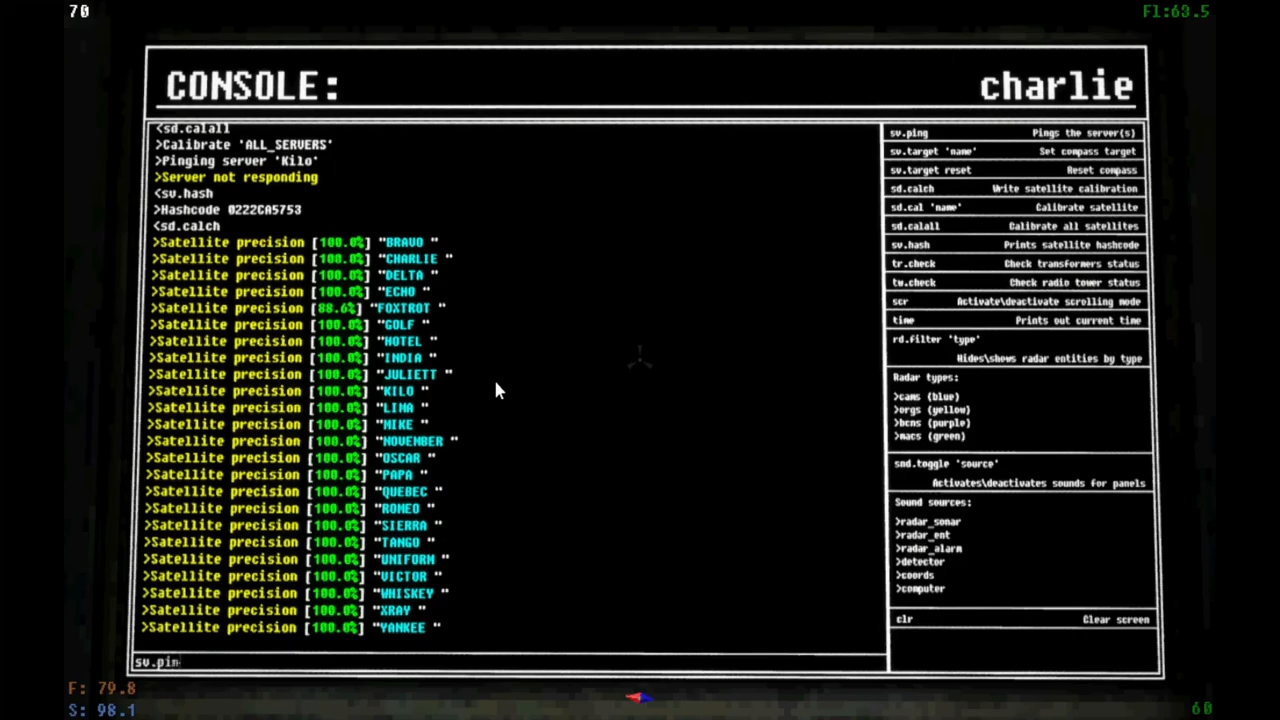 70
Fl:63.5
CONSOLE:
charlie
<sd.calall
>Calibrate 'ALL_SERVERS'
>Pinging server 'Kilo'
>Server not responding
<sv.hash
>Hashcode 0222CA5753
<sd.calch
>Satellite precision [100.0%] "BRAVO "
>Satellite precision [100.0%] "CHARLIE "
>Satellite precision [100.0%] "DELTA "
>Satellite precision [100.0%] "ECHO "
>Satellite precision [88.6%] "FOXTROT "
>Satellite precision [100.0%] "GOLF "
>Satellite precision [100.0%] "HOTEL "
>Satellite precision [100.0%] "INDIA "
>Satellite precision [100.0%] "JULIETT "
>Satellite precision [100.0%] "KILO "
>Satellite precision [100.0%] "LIMA "
>Satellite precision [100.0%] "MIKE "
>Satellite precision [100.0%] "NOVEMBER "
>Satellite precision [100.0%] "OSCAR "
>Satellite precision [100.0%] "PAPA "
>Satellite precision [100.0%] "QUEBEC "
>Satellite precision [100.0%] "ROMEO "
>Satellite precision [100.0%] "SIERRA "
>Satellite precision [100.0%] "TANGO "
>Satellite precision [100.0%] "UNIFORM "
>Satellite precision [100.0%] "VICTOR "
>Satellite precision [100.0%] "WHISKEY "
>Satellite precision [100.0%] "XRAY "
>Satellite precision [100.0%] "YANKEE "
sv.pin
sv.ping Pings the server(s)
sv.target 'name' Set compass target
sv.target reset Reset compass
sd.calch Write satellite calibration
sd.cal 'name' Calibrate satellite
sd.calall Calibrate all satellites
sv.hash Prints satellite hashcode
tr.check Check transformers status
tw.check Check radio tower status
scr Activate\deactivate scrolling mode
time Prints out current time
rd.filter 'type'
Hides\shows radar entities by type
Radar types:
>cams (blue)
>orgs (yellow)
>bcns (purple)
>macs (green)
snd.toggle 'source'
Activates\deactivates sounds for panels
Sound sources:
>radar_sonar
>radar_ent
>radar_alarm
>detector
>coords
>computer
clr Clear screen
F: 79.8
S: 98.1
60